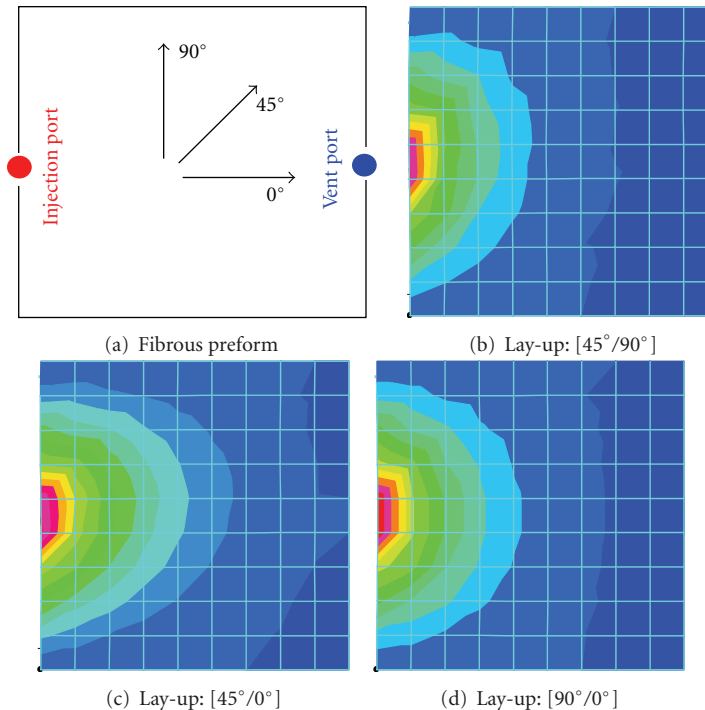 90°
45°
0°
Injection port
Vent port
(a) Fibrous preform
(b) Lay-up: [45°/90°]
(c) Lay-up: [45°/0°]
(d) Lay-up: [90°/0°]